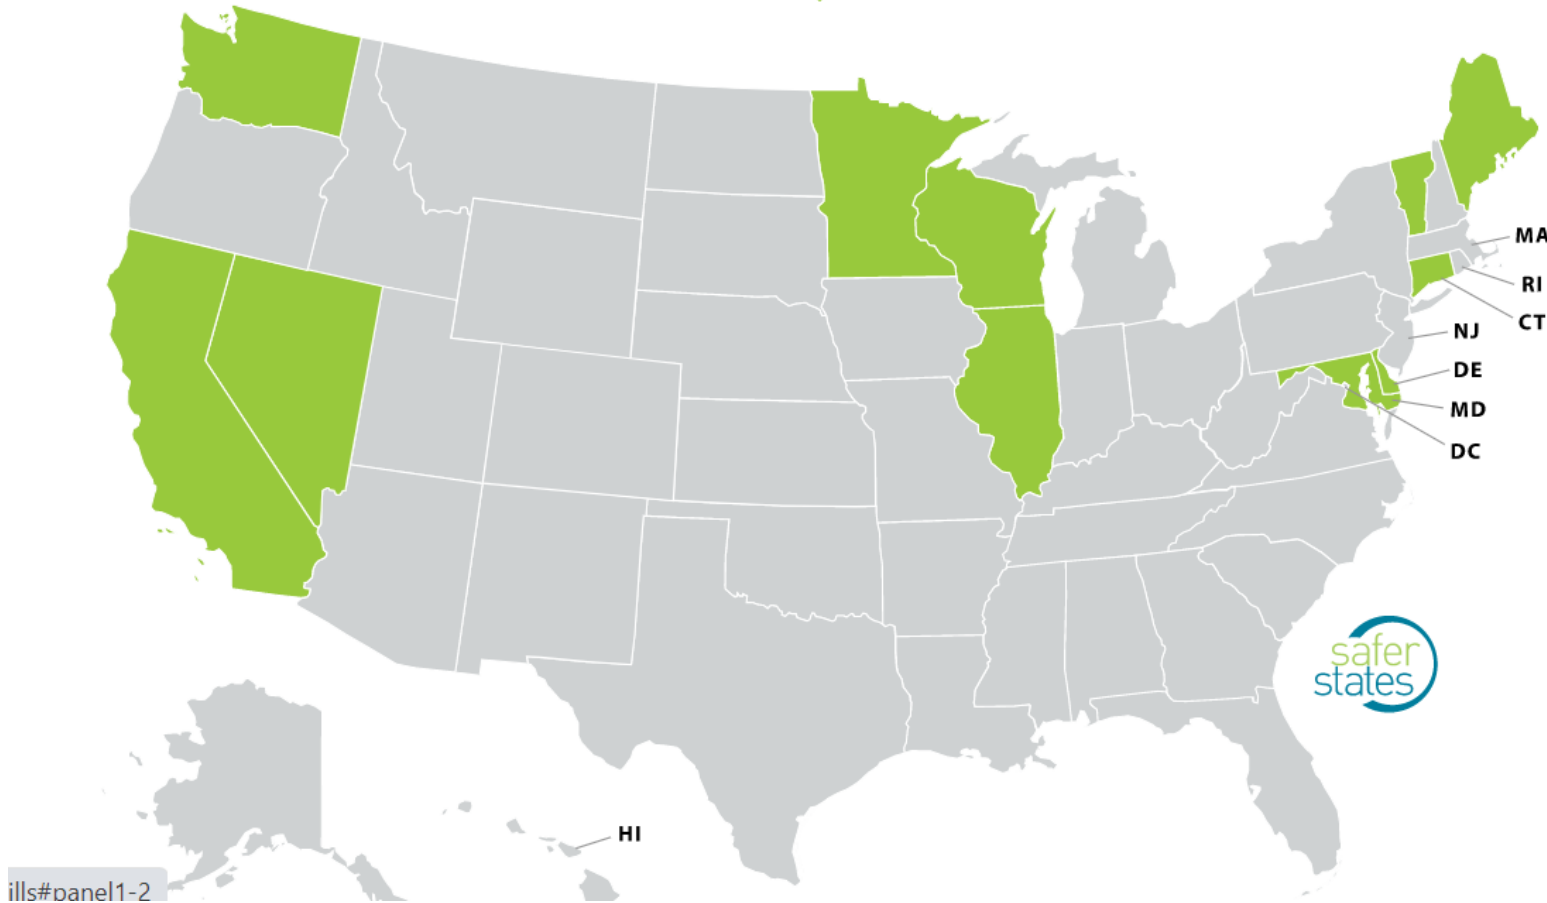 MA
RI
CT
NJ
DE
MD
DC
safer
states
HI
ills#panel1-2